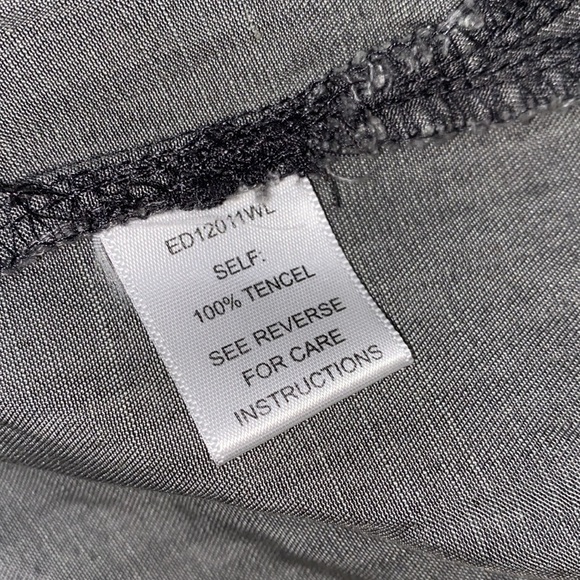 ED12011WL
SELF:
100% TENCEL
SEE REVERSE
FOR CARE
INSTRUCTIONS